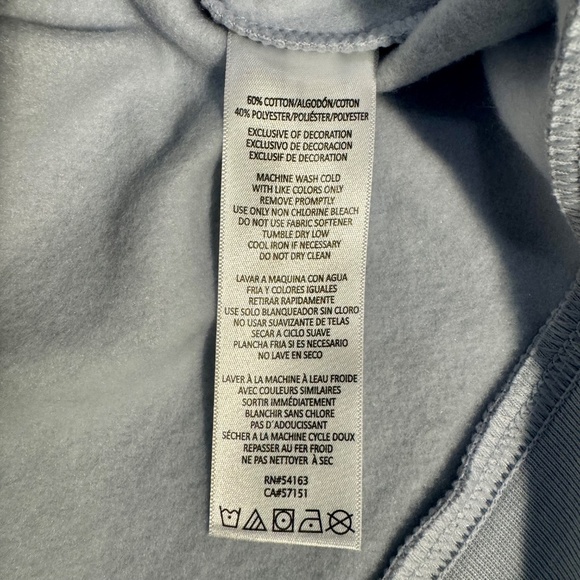 60% COTTON/ALGODÓN/COTON
40% POLYESTER/POLIÉSTER/POLYESTER
EXCLUSIVE OF DECORATION
EXCLUSIVO DE DECORACION
EXCLUSIF DE DECORATION
MACHINE WASH COLD
WITH LIKE COLORS ONLY
REMOVE PROMPTLY
USE ONLY NON CHLORINE BLEACH
DO NOT USE FABRIC SOFTENER
TUMBLE DRY LOW
COOL IRON IF NECESSARY
DO NOT DRY CLEAN
LAVAR A MAQUINA CON AGUA
FRIA Y COLORES IGUALES
RETIRAR RAPIDAMENTE
USE SOLO BLANQUEADOR SIN CLORO
NO USAR SUAVIZANTE DE TELAS
SECAR A CICLO SUAVE
PLANCHA FRIA SI ES NECESARIO
NO LAVE EN SECO
LAVER À LA MACHINE À LEAU FROIDE
AVEC COULEURS SIMILAIRES
SORTIR IMMÉDIATEMENT
BLANCHIR SANS CHLORE
PAS D'ADOUCISSANT
SÉCHER A LA MACHINE CYCLE DOUX
REPASSER AU FER FROID
NE PAS NETTOYER À SEC
RN#54163
CA#57151